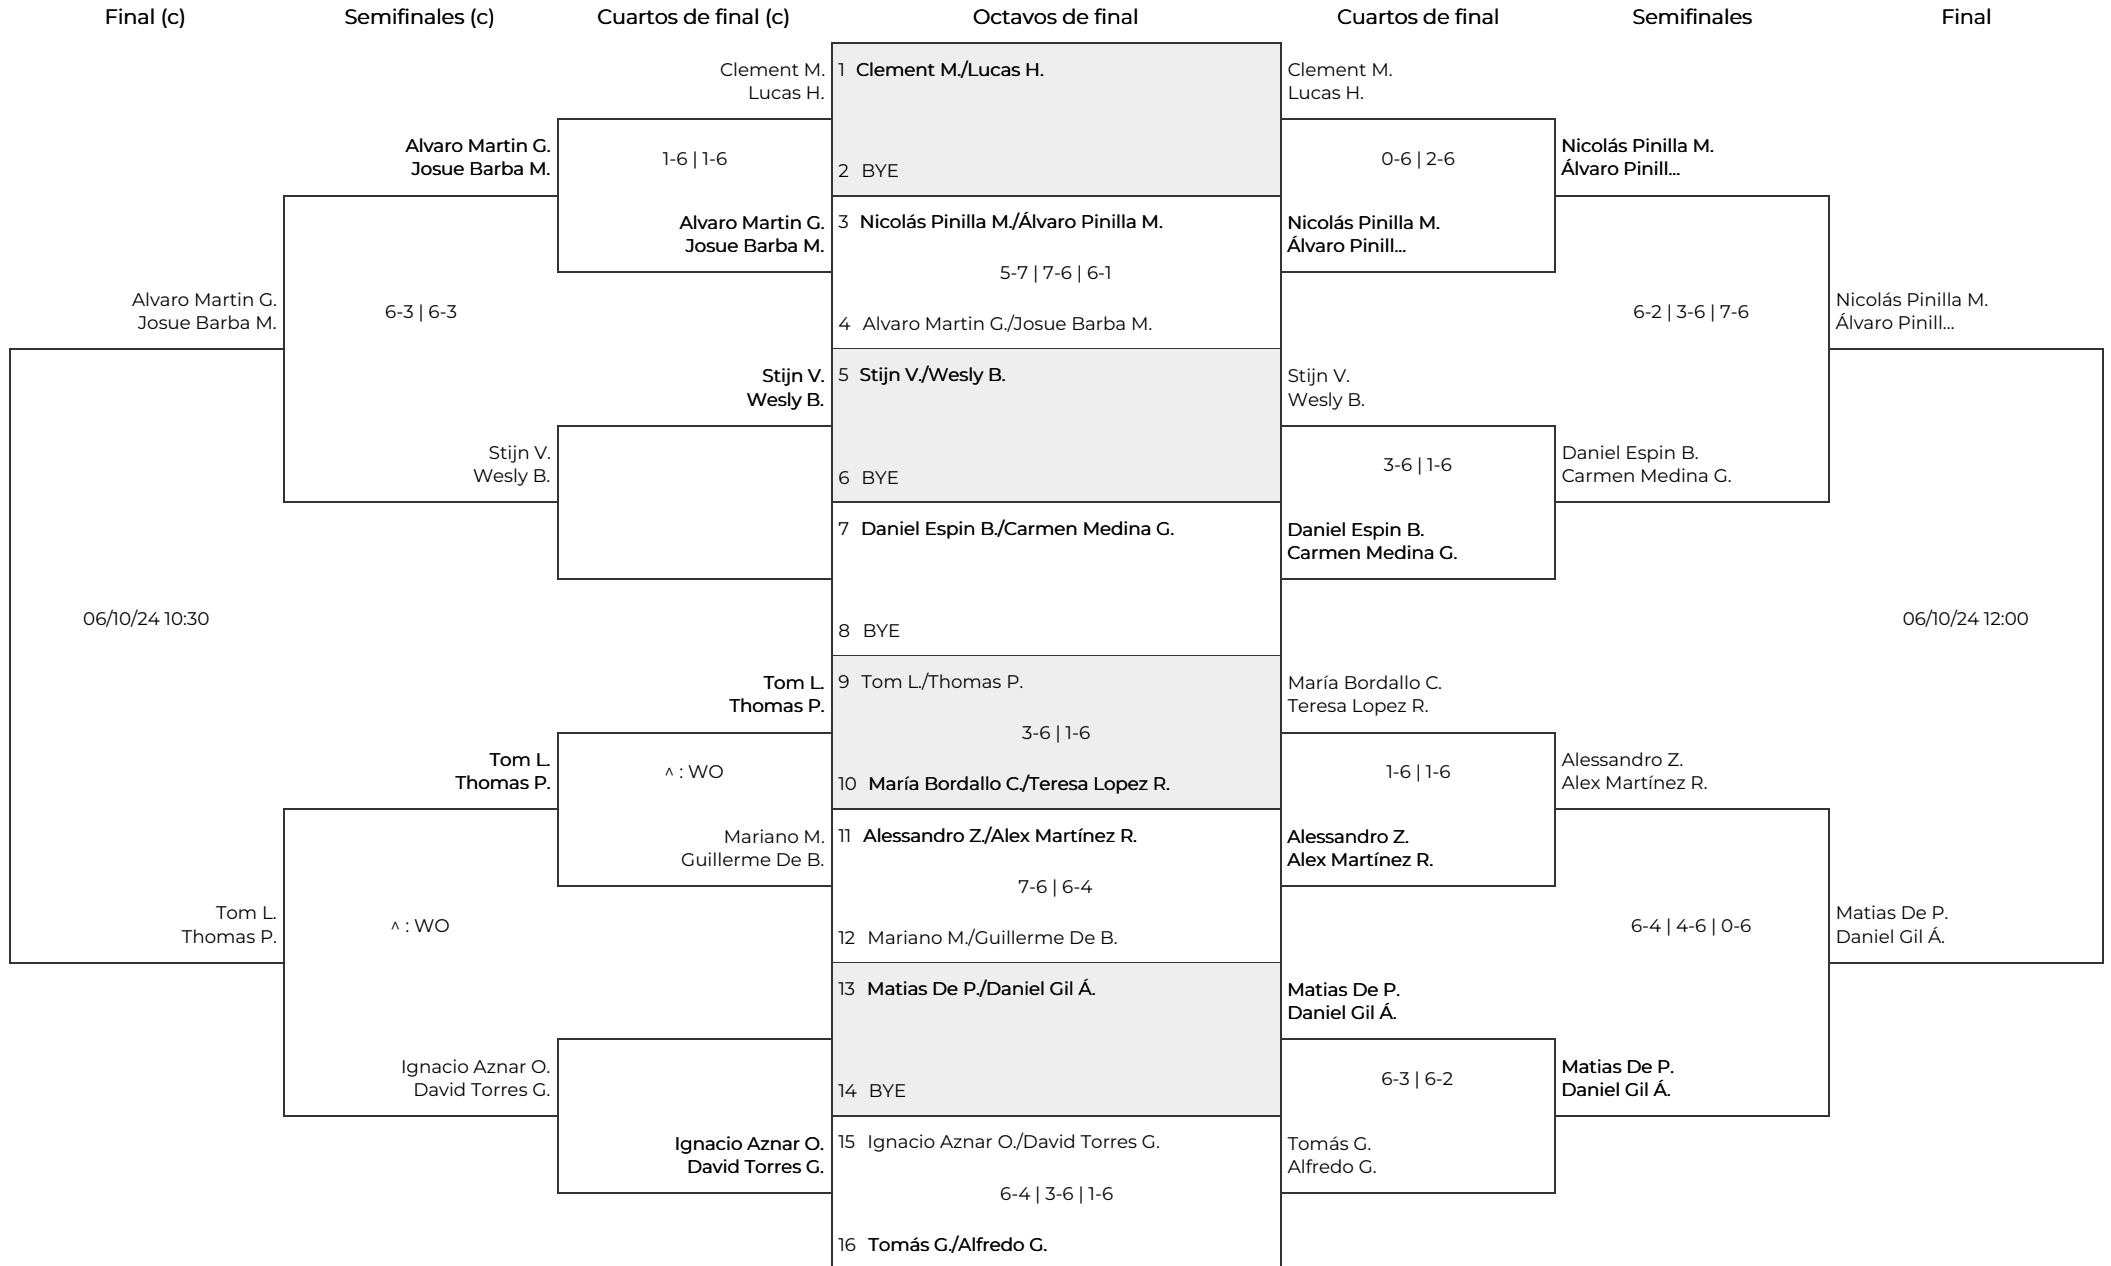 Final (c)
Semifinales (c)
Cuartos de final (c)
Octavos de final
Cuartos de final
Semifinales
Final
Alvaro Martin G.
Josue Barba M.
06/10/24 10:30
Tom L.
Thomas P.
Alvaro Martin G.
Josue Barba M.
6-3 | 6-3
Stijn V.
Wesly B.
Tom L.
Thomas P.
^ : WO
Ignacio Aznar O.
David Torres G.
Clement M.
Lucas H.
1-6 | 1-6
Alvaro Martin G.
Josue Barba M.
Stijn V.
Wesly B.
Tom L.
Thomas P.
^ : WO
Mariano M.
Guillerme De B.
Ignacio Aznar O.
David Torres G.
1 Clement M./Lucas H.
2 BYE
3 Nicolás Pinilla M./Álvaro Pinilla M.
5-7 | 7-6 | 6-1
4 Alvaro Martin G./Josue Barba M.
5 Stijn V./Wesly B.
6 BYE
7 Daniel Espin B./Carmen Medina G.
8 BYE
9 Tom L./Thomas P.
3-6 | 1-6
10 María Bordallo C./Teresa Lopez R.
11 Alessandro Z./Alex Martínez R.
7-6 | 6-4
12 Mariano M./Guillerme De B.
13 Matias De P./Daniel Gil Á.
14 BYE
15 Ignacio Aznar O./David Torres G.
6-4 | 3-6 | 1-6
16 Tomás G./Alfredo G.
Clement M.
Lucas H.
0-6 | 2-6
Nicolás Pinilla M.
Álvaro Pinill...
Stijn V.
Wesly B.
3-6 | 1-6
Daniel Espin B.
Carmen Medina G.
María Bordallo C.
Teresa Lopez R.
1-6 | 1-6
Alessandro Z.
Alex Martínez R.
Matias De P.
Daniel Gil Á.
6-3 | 6-2
Tomás G.
Alfredo G.
Nicolás Pinilla M.
Álvaro Pinill...
6-2 | 3-6 | 7-6
Daniel Espin B.
Carmen Medina G.
Alessandro Z.
Alex Martínez R.
6-4 | 4-6 | 0-6
Matias De P.
Daniel Gil Á.
Nicolás Pinilla M.
Álvaro Pinill...
06/10/24 12:00
Matias De P.
Daniel Gil Á.